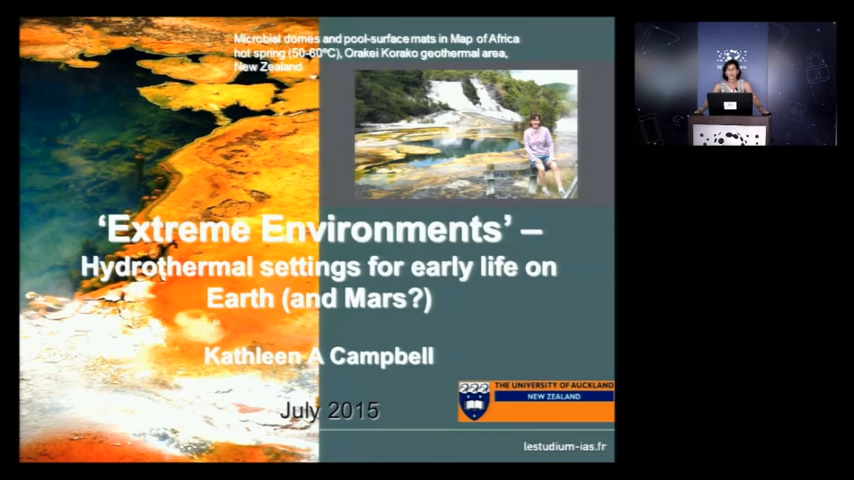 Microbial domes and pool-surface mats in Map of Africa
hot spring (50-60ºC), Orakei Korako geothermal area,
New Zealand
‘Extreme Environments’ –
Hydrothermal settings for early life on
Earth (and Mars?)
Kathleen A Campbell
July 2015
THE UNIVERSITY OF AUCKLAND
NEW ZEALAND
lestudium-ias.fr